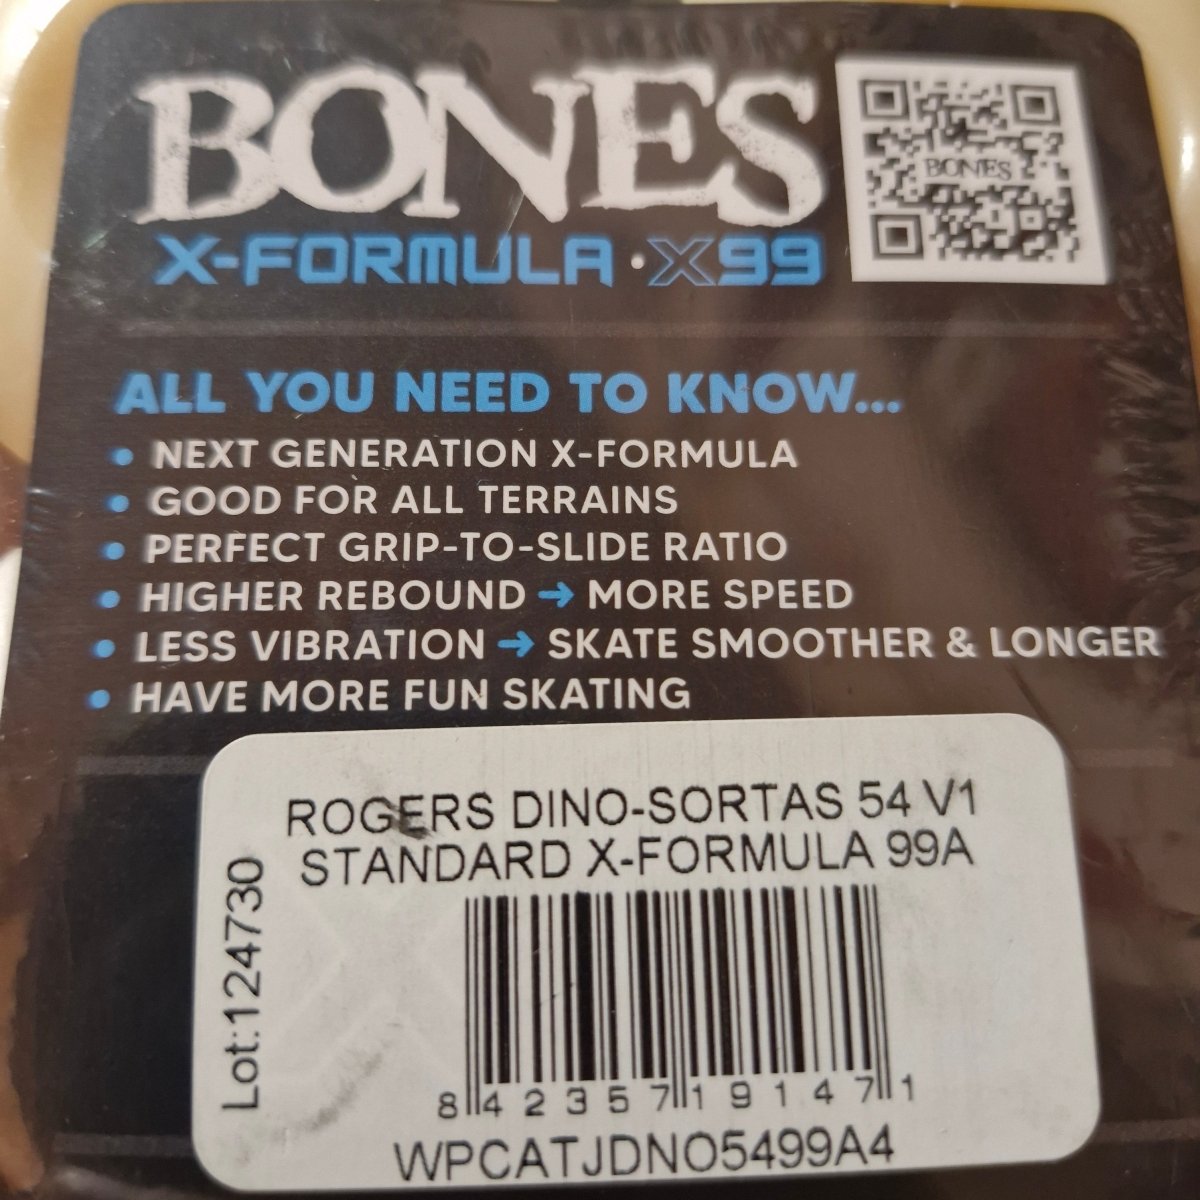 BONES
BONES
X-FORMULA · X99
ALL YOU NEED TO KNOW...
• NEXT GENERATION X-FORMULA
• GOOD FOR ALL TERRAINS
• PERFECT GRIP-TO-SLIDE RATIO
• HIGHER REBOUND → MORE SPEED
• LESS VIBRATION → SKATE SMOOTHER & LONGER
• HAVE MORE FUN SKATING
ROGERS DINO-SORTAS 54 V1
STANDARD X-FORMULA 99A
Lot:124730
8 42357 19147 1
WPCATJDNO5499A4